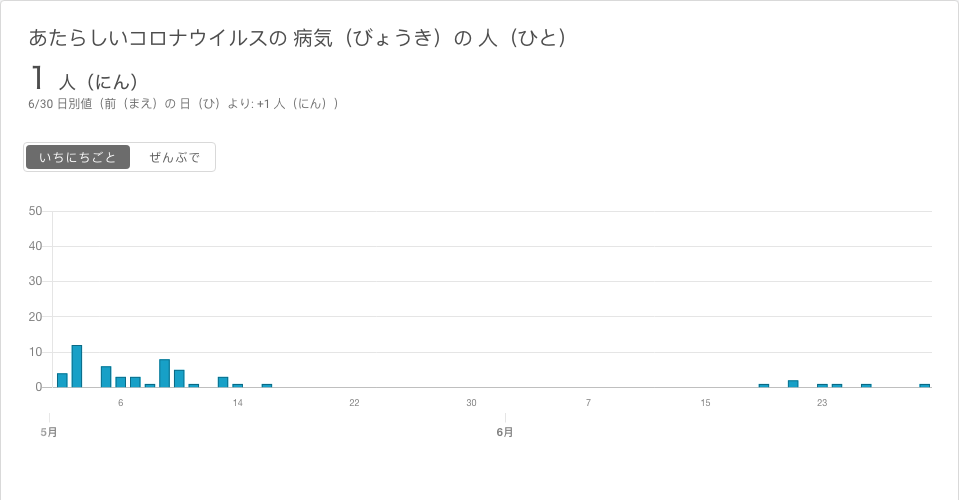 あたらしいコロナウイルスの 病気（びょうき）の 人（ひと）
1 人（にん）
6/30 日別値（前（まえ）の 日（ひ）より: +1 人（にん））
いちにちごと ぜんぶで
50
40
30
20
10
0
6 14 22 30 7 15 23
5月 6月